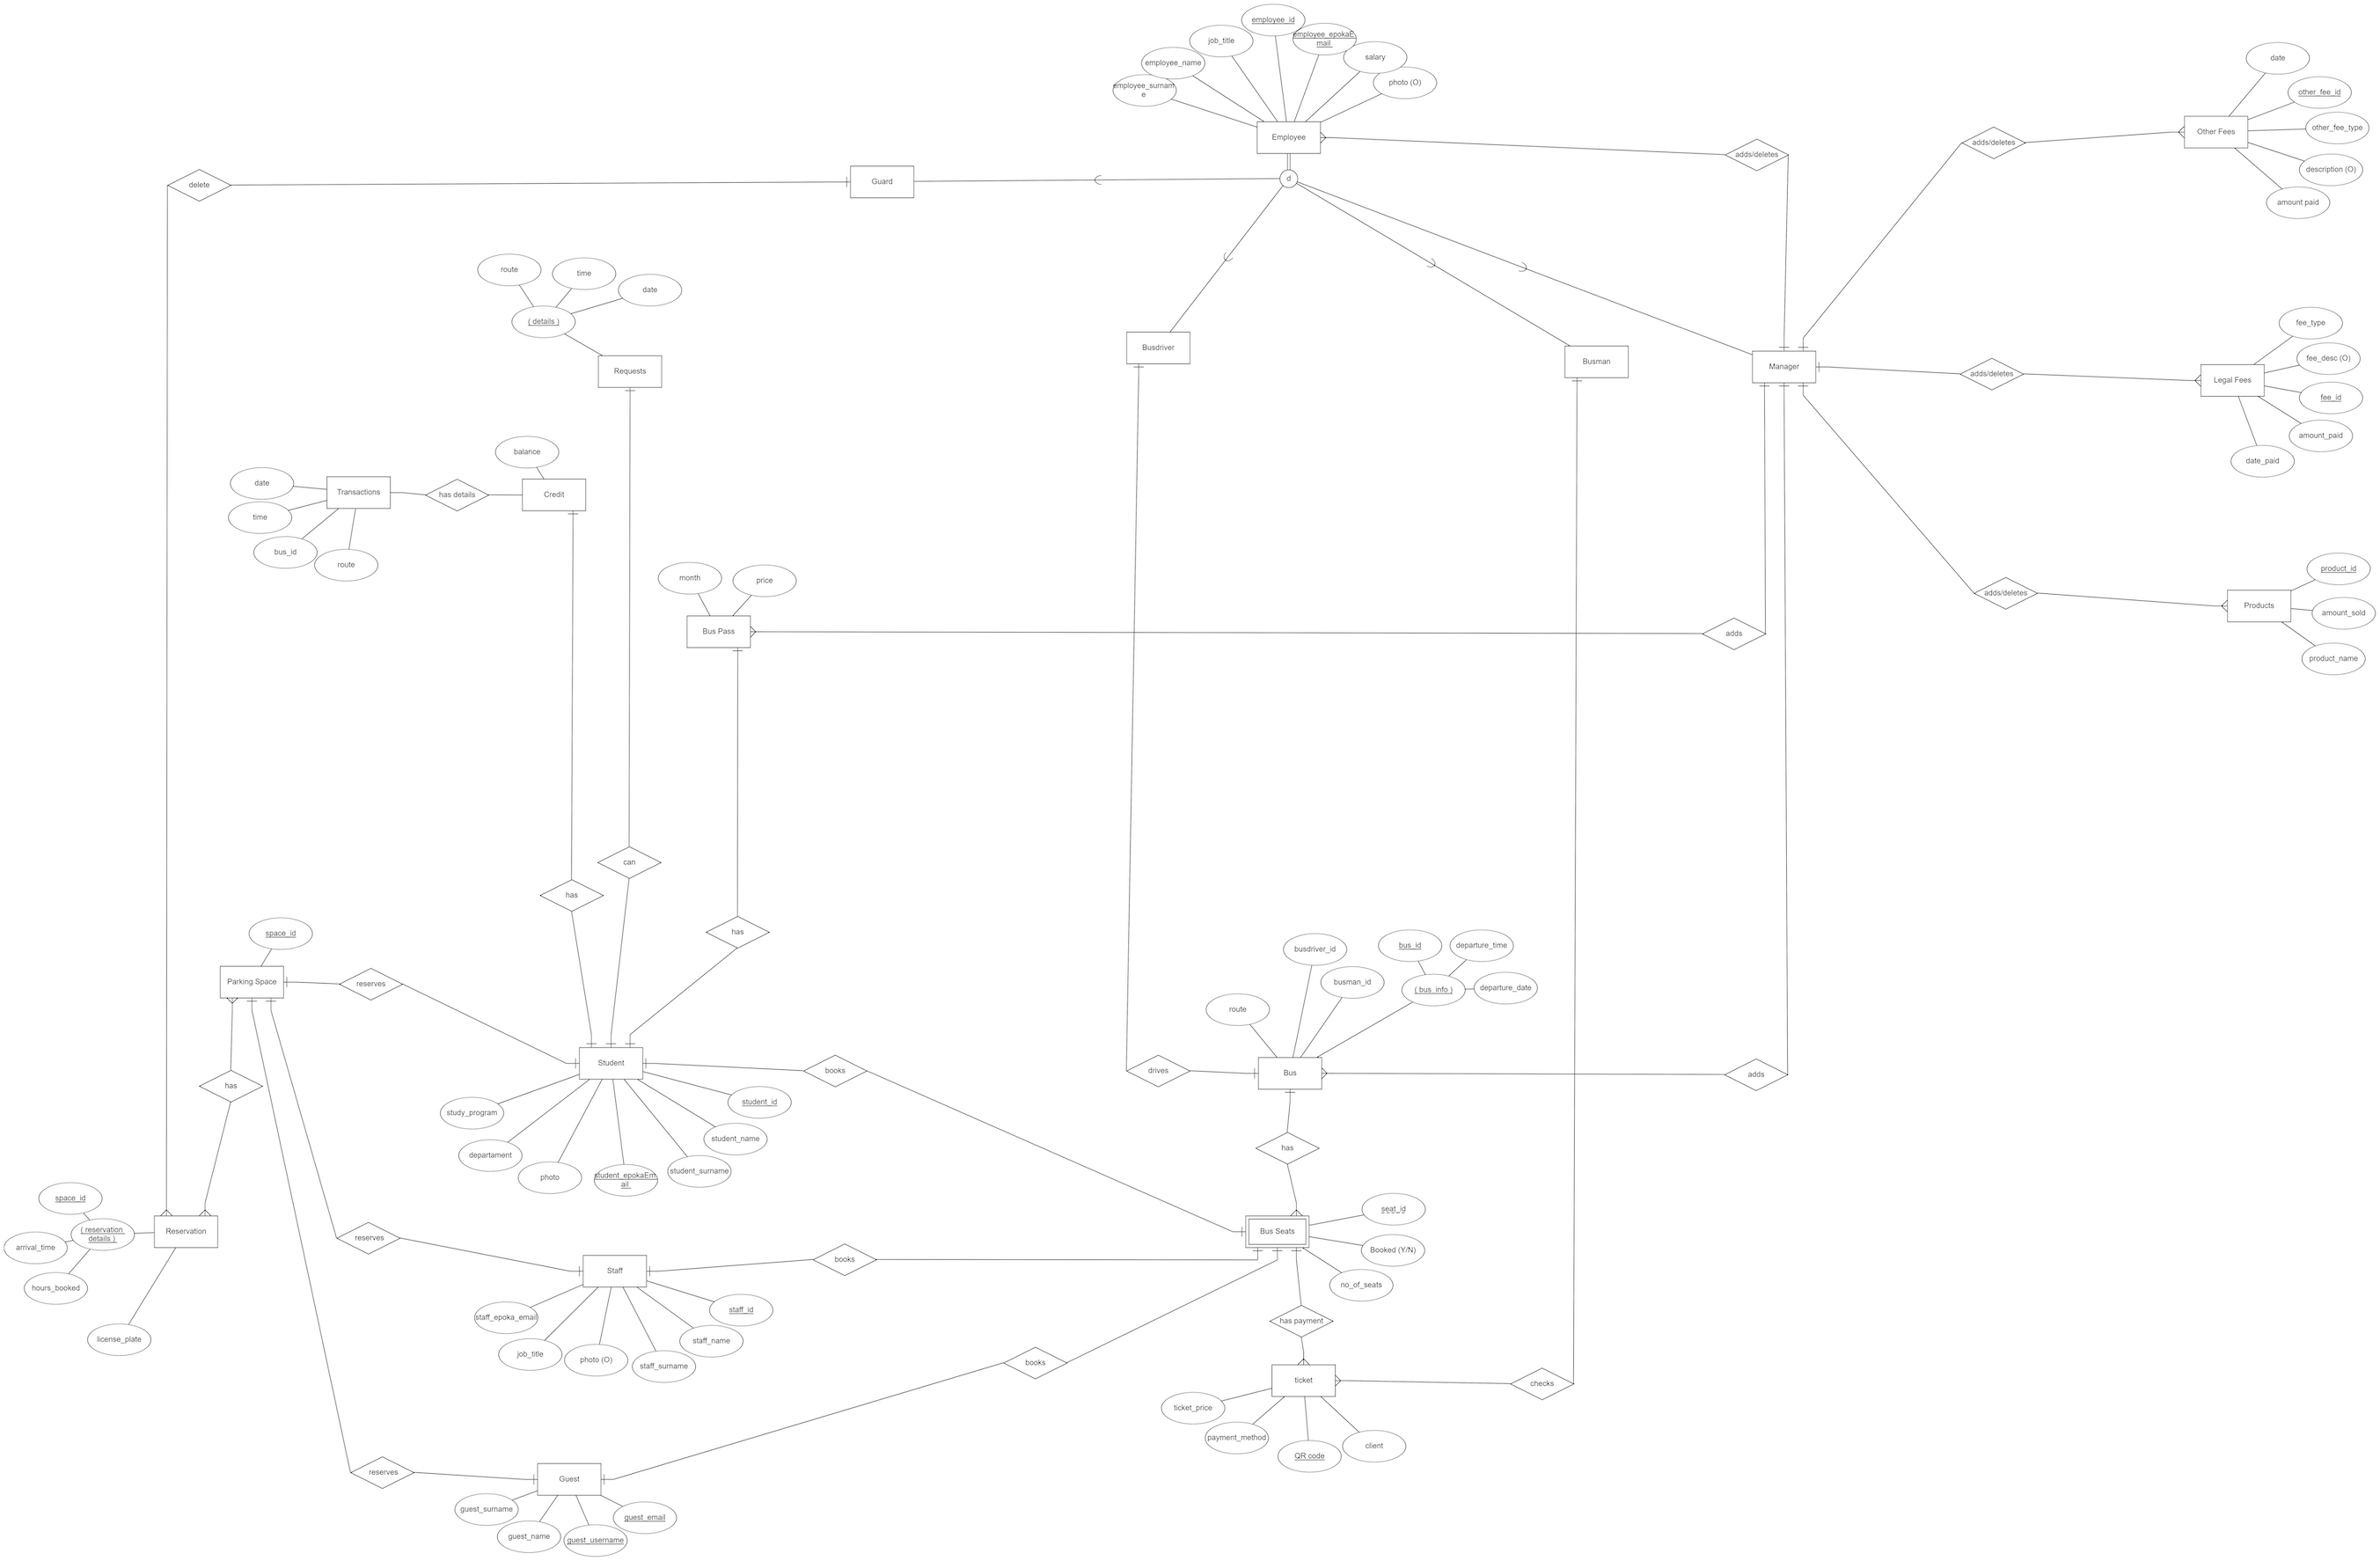 employee_id
employee_epokaE
mail
job_title
salary
employee_name
photo (O)
employee_surnam
e
Employee
adds/deletes
d
Guard
delete
date
other_fee_id
adds/deletes
Other Fees
other_fee_type
description (O)
amount paid
route
time
date
( details )
Requests
Busdriver
Busman
Manager
adds/deletes
fee_type
fee_desc (O)
Legal Fees
fee_id
amount_paid
date_paid
balance
date
Transactions
has details
Credit
time
bus_id
route
month
price
Bus Pass
adds
adds/deletes
product_id
Products
amount_sold
product_name
can
has
has
space_id
Parking Space
reserves
busdriver_id
bus_id
departure_time
busman_id
( bus_info )
departure_date
route
Student
books
drives
Bus
adds
has
study_program
student_id
departament
student_name
photo
student_epokaEm
ail
student_surname
has
space_id
( reservation
details )
Reservation
arrival_time
hours_booked
license_plate
reserves
Staff
books
seat_id
Bus Seats
Booked (Y/N)
no_of_seats
staff_epoka_email
staff_id
job_title
staff_name
photo (O)
staff_surname
has payment
books
ticket
checks
ticket_price
payment_method
QR code
client
reserves
Guest
guest_surname
guest_email
guest_name
guest_username